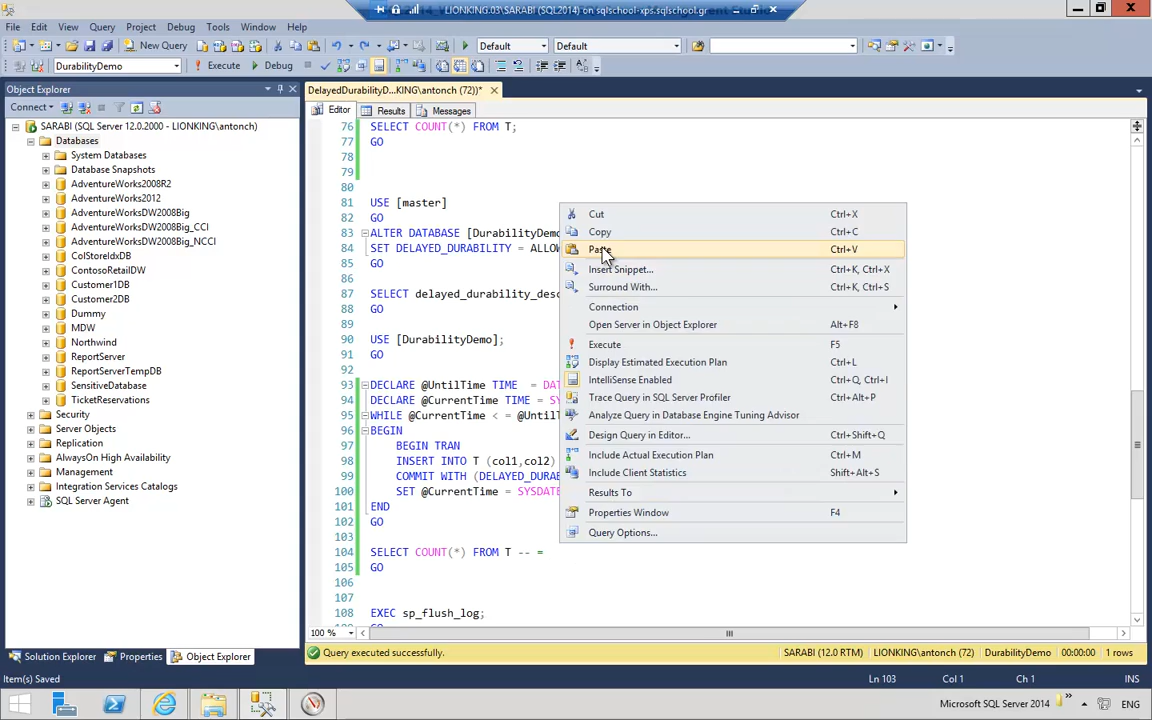 LIONKING.03\SARABI (SQL2014) on sqlschool-xps.sqlschool.gr
File Edit View Query Project Debug Tools Window Help
New Query Default Default
DurabilityDemo Execute Debug
Object Explorer
Connect
SARABI (SQL Server 12.0.2000 - LIONKING\antonch)
Databases
System Databases
Database Snapshots
AdventureWorks2008R2
AdventureWorks2012
AdventureWorksDW2008Big
AdventureWorksDW2008Big_CCI
AdventureWorksDW2008Big_NCCI
ColStoreIdxDB
ContosoRetailDW
Customer1DB
Customer2DB
Dummy
MDW
Northwind
ReportServer
ReportServerTempDB
SensitiveDatabase
TicketReservations
Security
Server Objects
Replication
AlwaysOn High Availability
Management
Integration Services Catalogs
SQL Server Agent
Solution Explorer Properties Object Explorer
DelayedDurabilityD...KING\antonch (72))*
Editor Results Messages
76 SELECT COUNT(*) FROM T;
77 GO
78
79
80
81 USE [master]
82 GO
83 ALTER DATABASE [DurabilityDemo
84 SET DELAYED_DURABILITY = ALLOW
85 GO
86
87 SELECT delayed_durability_desc
88 GO
89
90 USE [DurabilityDemo];
91 GO
92
93 DECLARE @UntilTime TIME = DAT
94 DECLARE @CurrentTime TIME = SY
95 WHILE @CurrentTime < = @UntilT
96 BEGIN
97 BEGIN TRAN
98 INSERT INTO T (col1,col2)
99 COMMIT WITH (DELAYED_DURAB
100 SET @CurrentTime = SYSDATE
101 END
102 GO
103
104 SELECT COUNT(*) FROM T -- =
105 GO
106
107
108 EXEC sp_flush_log;
Cut Ctrl+X
Copy Ctrl+C
Paste Ctrl+V
Insert Snippet... Ctrl+K, Ctrl+X
Surround With... Ctrl+K, Ctrl+S
Connection
Open Server in Object Explorer Alt+F8
Execute F5
Display Estimated Execution Plan Ctrl+L
IntelliSense Enabled Ctrl+Q, Ctrl+I
Trace Query in SQL Server Profiler Ctrl+Alt+P
Analyze Query in Database Engine Tuning Advisor
Design Query in Editor... Ctrl+Shift+Q
Include Actual Execution Plan Ctrl+M
Include Client Statistics Shift+Alt+S
Results To
Properties Window F4
Query Options...
100 %
Query executed successfully. SARABI (12.0 RTM) LIONKING\antonch (72) DurabilityDemo 00:00:00 1 rows
Item(s) Saved Ln 103 Col 1 Ch 1 INS
Microsoft SQL Server 2014 ENG